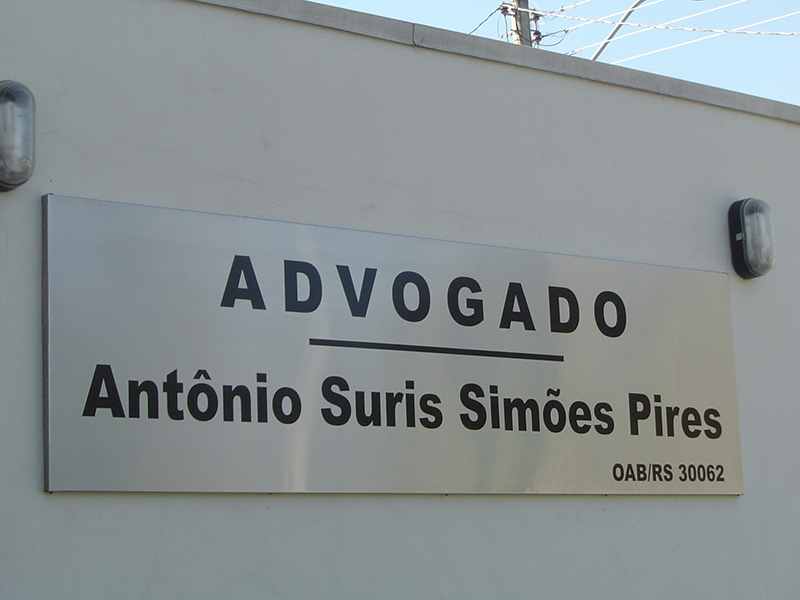 ADVOGADO
Antônio Suris Simões Pires
OAB/RS 30062